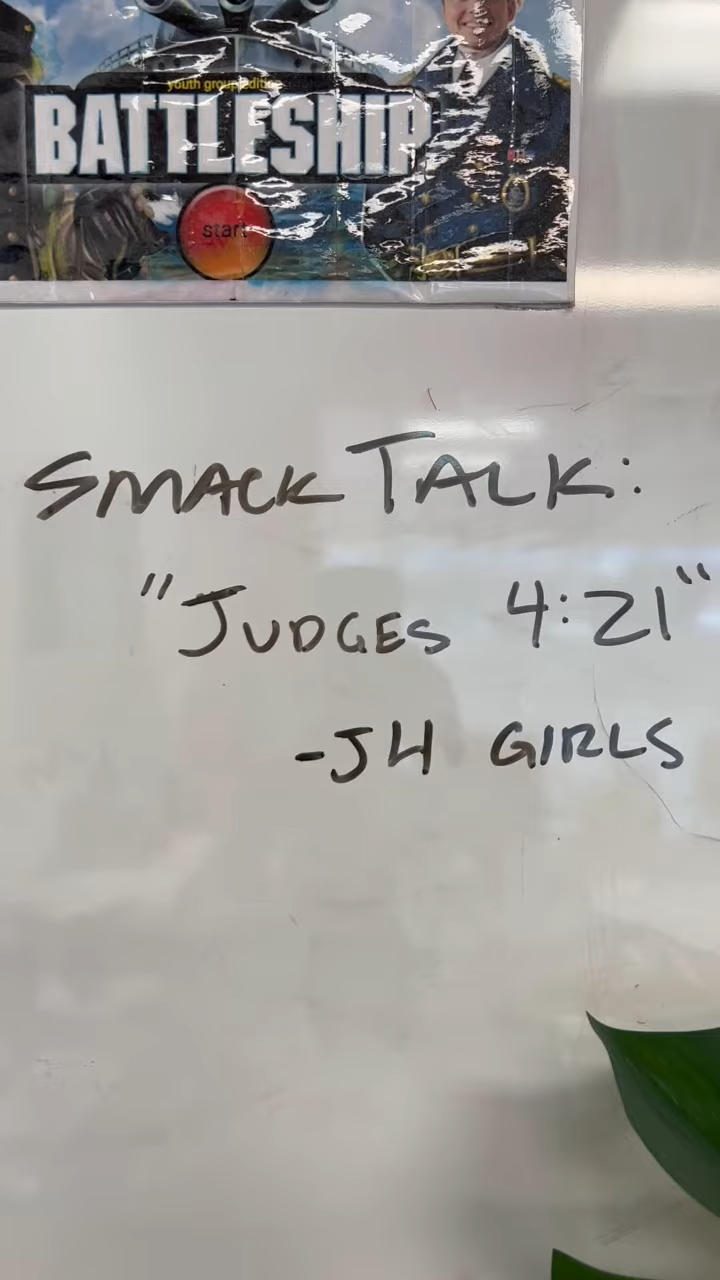 youth group edition
BATTLESHIP
start
SMACK TALK:
"JUDGES 4:21"
-JH GIRLS